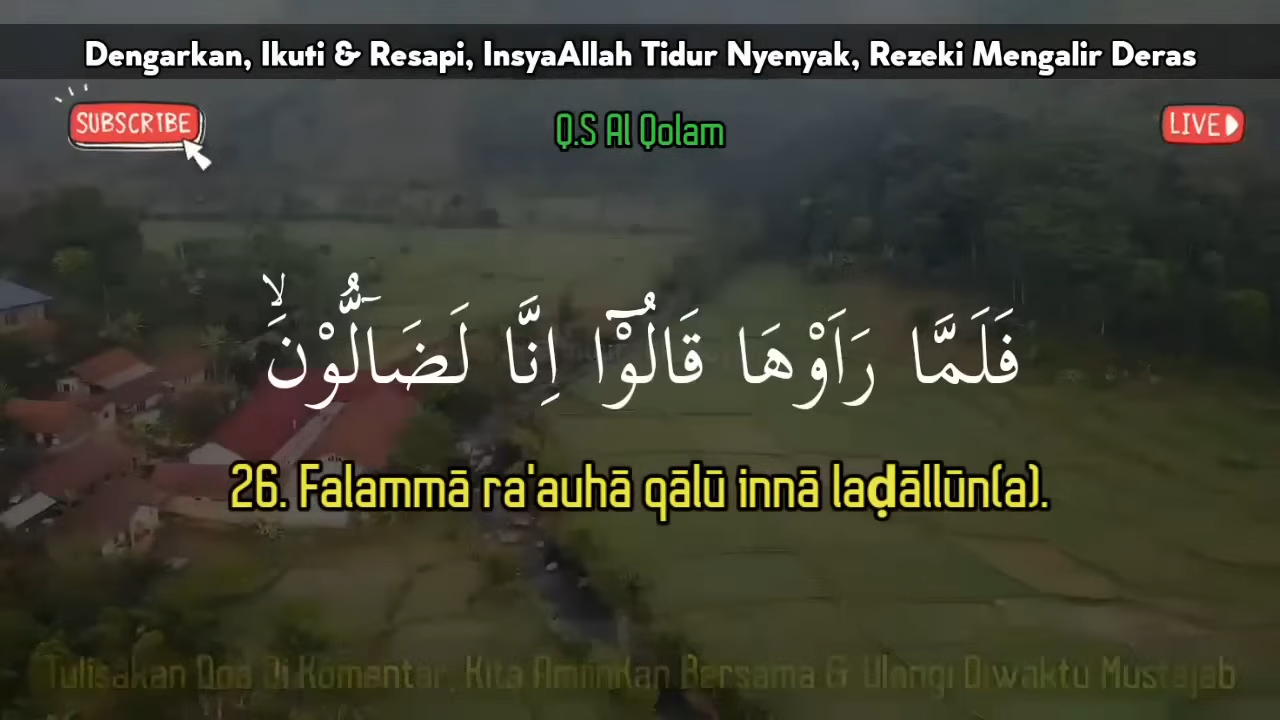 Dengarkan, Ikuti & Resapi, InsyaAllah Tidur Nyenyak, Rezeki Mengalir Deras
SUBSCRIBE
Q.S Al Qolam
LIVE
فَلَمَّا رَاَوْهَا قَالُوْٓا اِنَّا لَضَاۤلُّوْنَۙ
26. Falammā ra'auhā qālū innā laḍāllūn(a).
Tulisakan Doa Di Komentar, Kita Amiinkan Bersama & Ulangi Diwaktu Mustajab